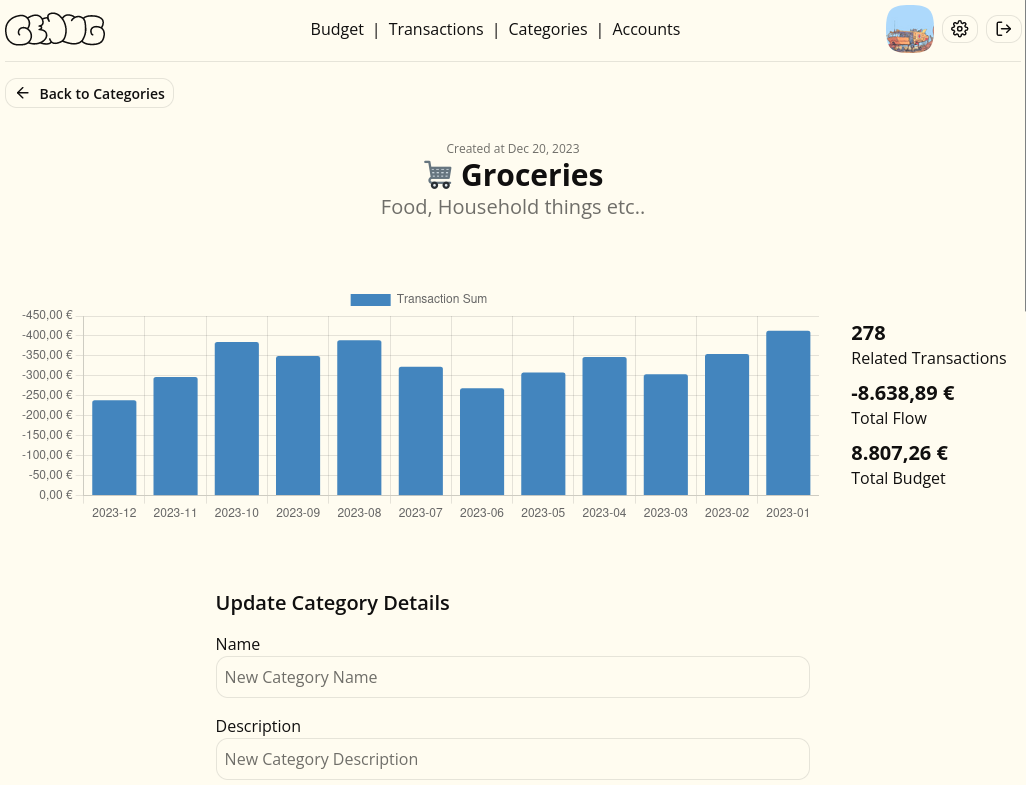 Budget | Transactions | Categories | Accounts
Back to Categories
Created at Dec 20, 2023
Groceries
Food, Household things etc..
Transaction Sum
-450,00 €
-400,00 €
-350,00 €
-300,00 €
-250,00 €
-200,00 €
-150,00 €
-100,00 €
-50,00 €
0,00 €
2023-12 2023-11 2023-10 2023-09 2023-08 2023-07 2023-06 2023-05 2023-04 2023-03 2023-02 2023-01
278
Related Transactions
-8.638,89 €
Total Flow
8.807,26 €
Total Budget
Update Category Details
Name
New Category Name
Description
New Category Description